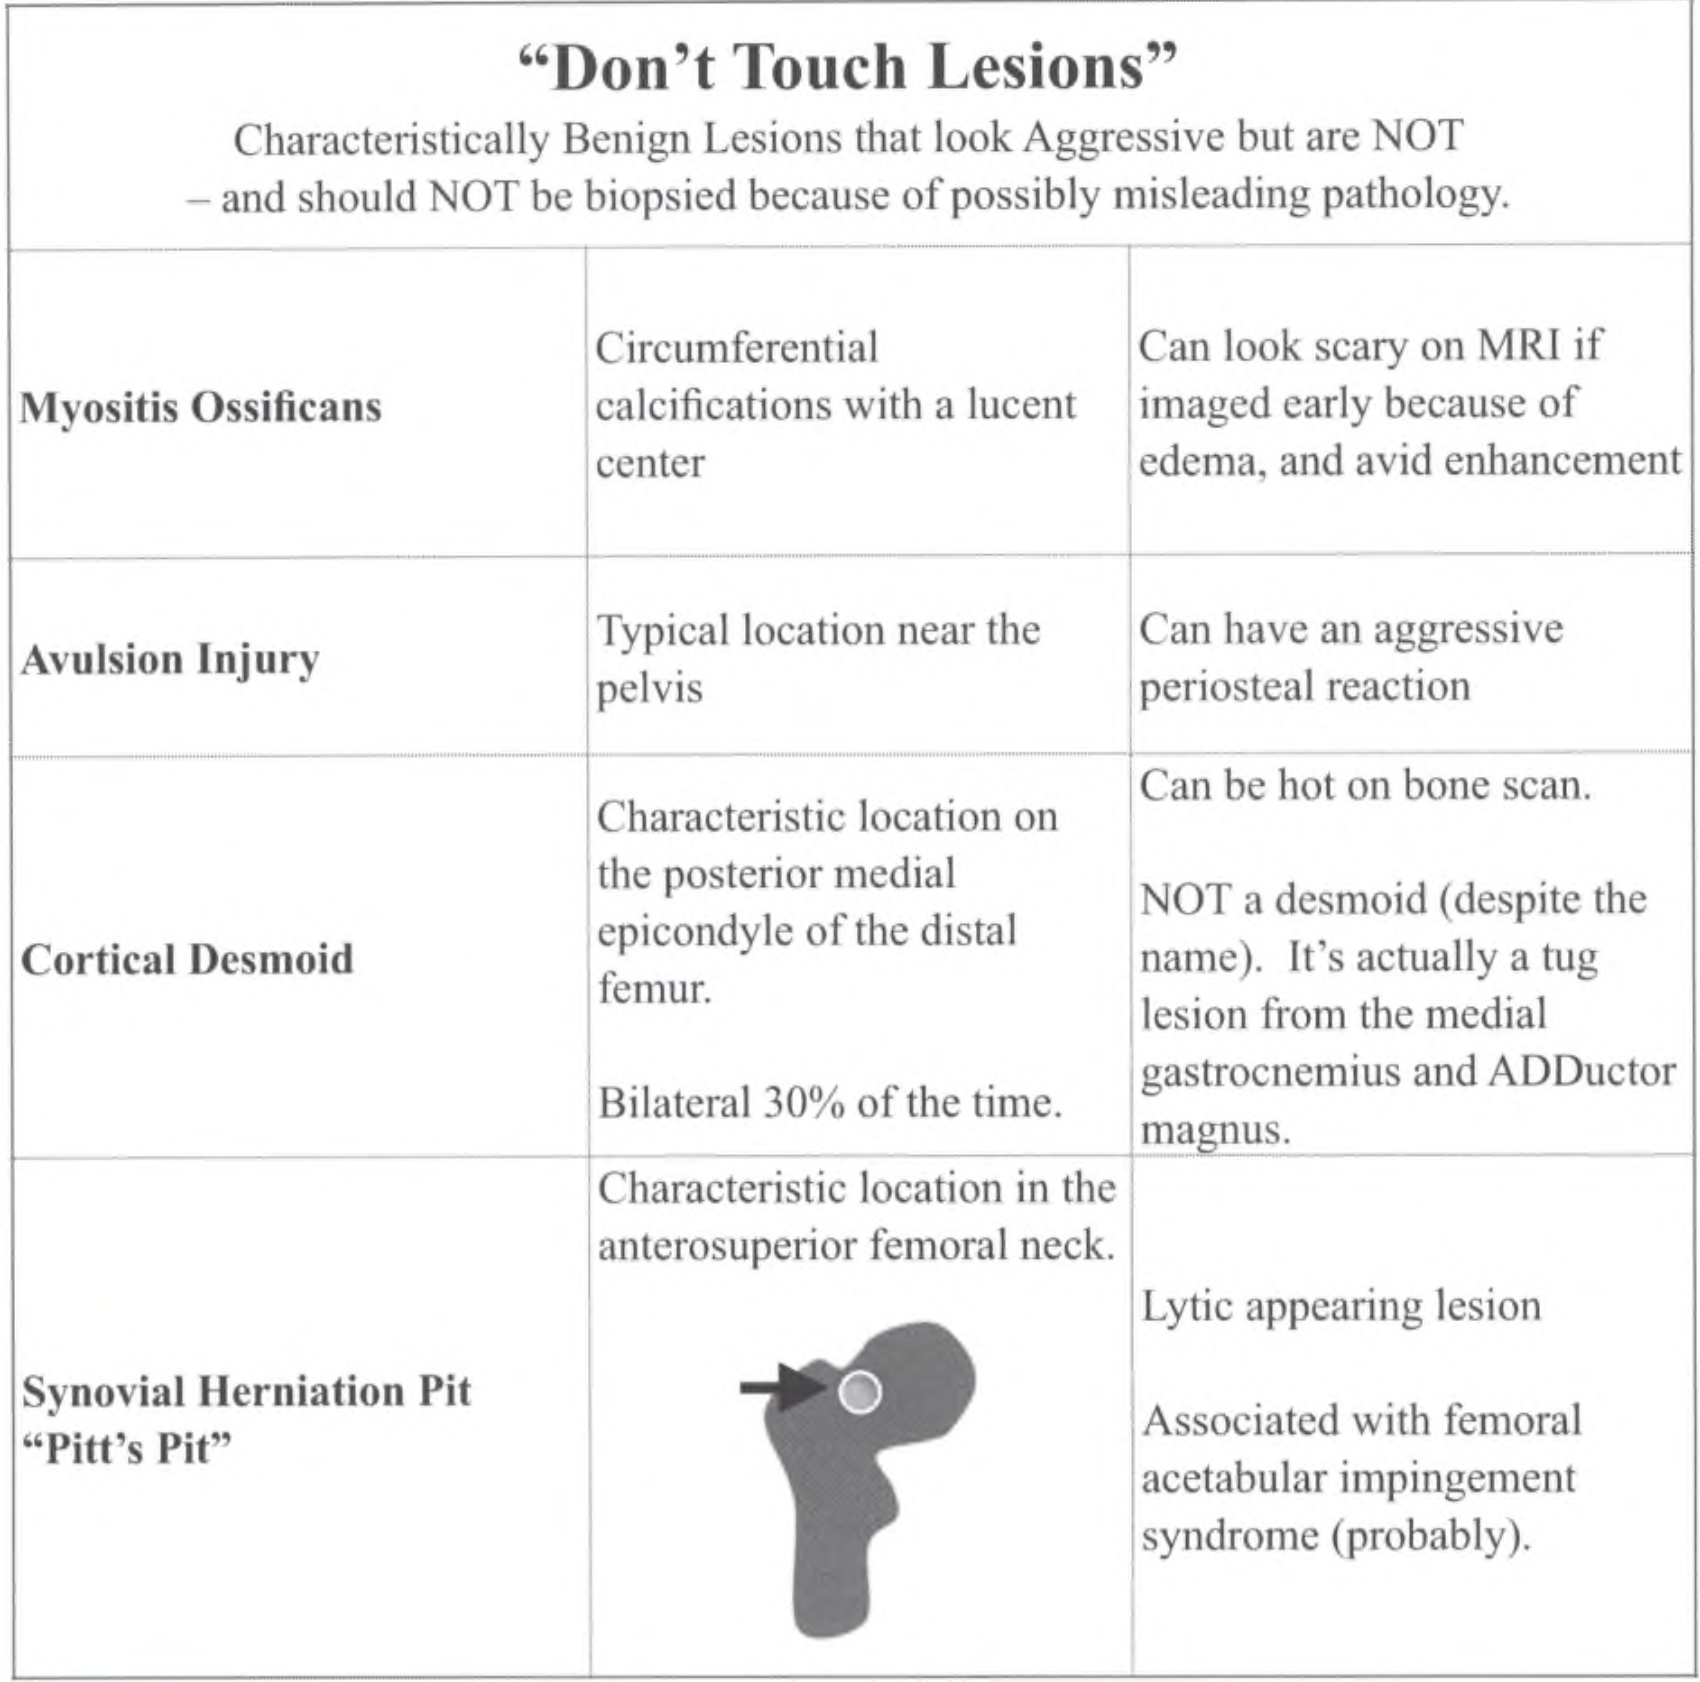 “Don’t Touch Lesions”
Characteristically Benign Lesions that look Aggressive but are NOT
– and should NOT be biopsied because of possibly misleading pathology.
Myositis Ossificans
Circumferential
calcifications with a lucent
center
Can look scary on MRI if
imaged early because of
edema, and avid enhancement
Avulsion Injury
Typical location near the
pelvis
Can have an aggressive
periosteal reaction
Cortical Desmoid
Characteristic location on
the posterior medial
epicondyle of the distal
femur.
Bilateral 30% of the time.
Can be hot on bone scan.
NOT a desmoid (despite the
name).  It’s actually a tug
lesion from the medial
gastrocnemius and ADDuctor
magnus.
Synovial Herniation Pit
“Pitt’s Pit”
Characteristic location in the
anterosuperior femoral neck.
Lytic appearing lesion
Associated with femoral
acetabular impingement
syndrome (probably).